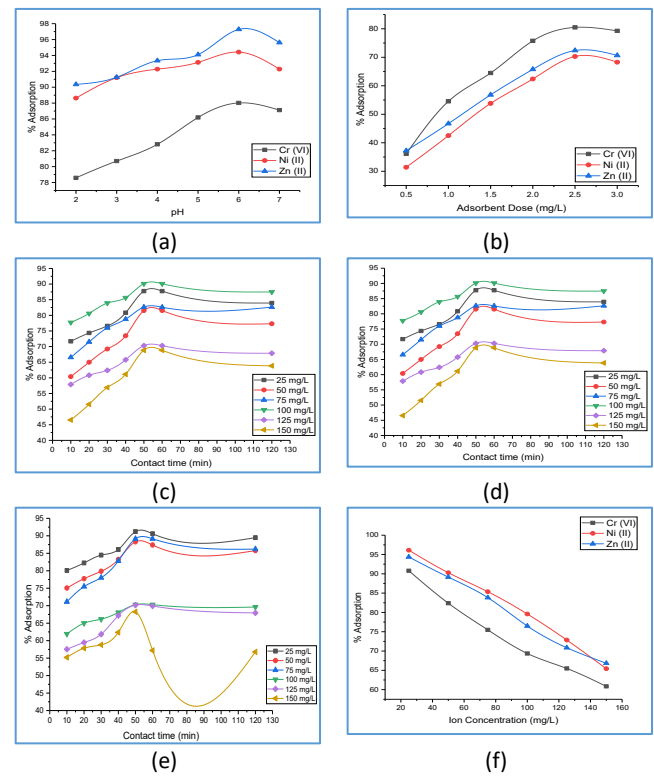 98
96
94
92
90
88
86
84
82
80
78
% Adsorption
2 3 4 5 6 7
pH
Cr (VI)
Ni (II)
Zn (II)
(a)
80
70
60
50
40
30
% Adsorption
0.5 1.0 1.5 2.0 2.5 3.0
Adsorbent Dose (mg/L)
Cr (VI)
Ni (II)
Zn (II)
(b)
95
90
85
80
75
70
65
60
55
50
45
40
% Adsorption
0 10 20 30 40 50 60 70 80 90 100 110 120 130
Contact time (min)
25 mg/L
50 mg/L
75 mg/L
100 mg/L
125 mg/L
150 mg/L
(c)
95
90
85
80
75
70
65
60
55
50
45
40
% Adsorption
0 10 20 30 40 50 60 70 80 90 100 110 120 130
Contact time (min)
25 mg/L
50 mg/L
75 mg/L
100 mg/L
125 mg/L
150 mg/L
(d)
95
90
85
80
75
70
65
60
55
50
45
40
% Adsorption
0 10 20 30 40 50 60 70 80 90 100 110 120 130
Contact time (min)
25 mg/L
50 mg/L
75 mg/L
100 mg/L
125 mg/L
150 mg/L
(e)
100
95
90
85
80
75
70
65
60
% Adsorption
20 40 60 80 100 120 140 160
Ion Concentration (mg/L)
Cr (VI)
Ni (II)
Zn (II)
(f)